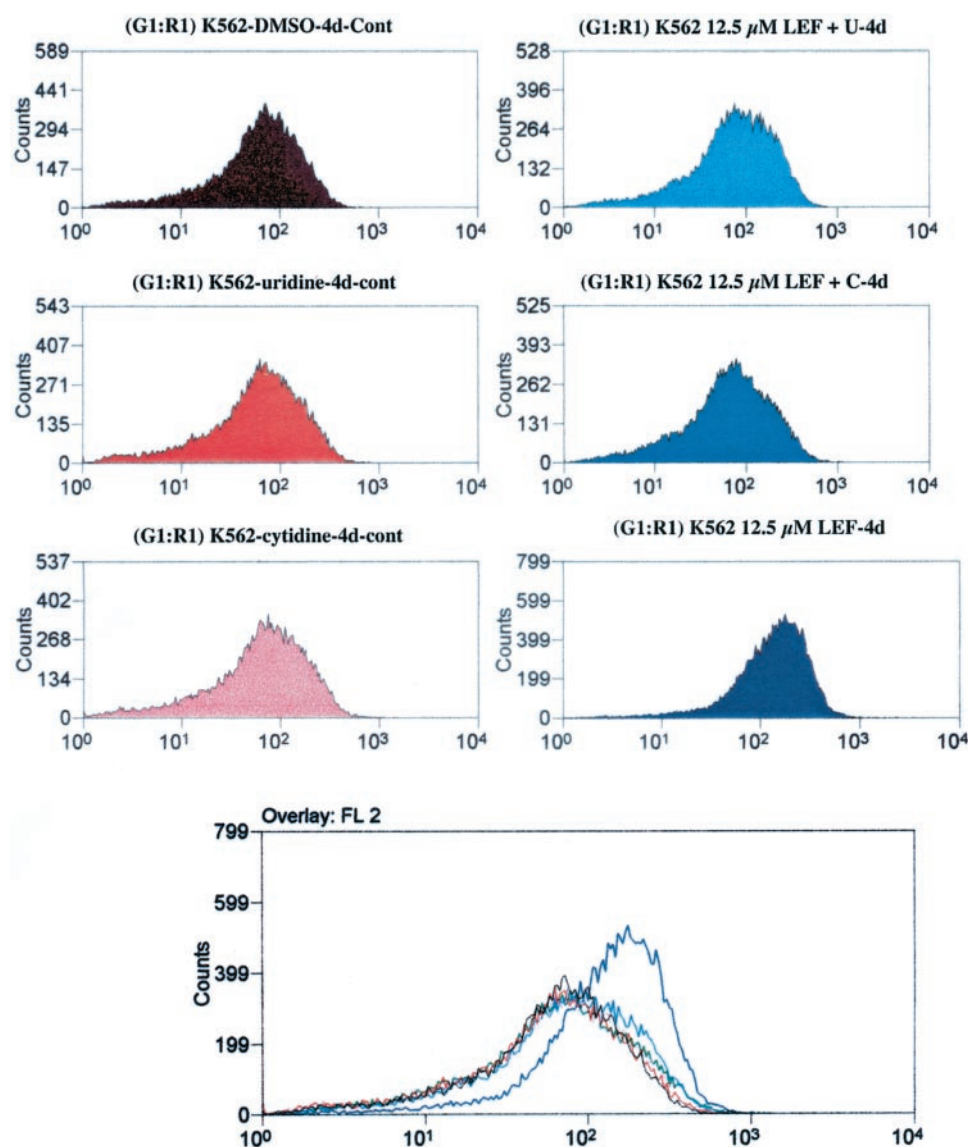 (G1:R1) K562-DMSO-4d-Cont
589
441
294
147
0
Counts
10⁰ 10¹ 10² 10³ 10⁴
(G1:R1) K562 12.5 µM LEF + U-4d
528
396
264
132
0
Counts
10⁰ 10¹ 10² 10³ 10⁴
(G1:R1) K562-uridine-4d-cont
543
407
271
135
0
Counts
10⁰ 10¹ 10² 10³ 10⁴
(G1:R1) K562 12.5 µM LEF + C-4d
525
393
262
131
0
Counts
10⁰ 10¹ 10² 10³ 10⁴
(G1:R1) K562-cytidine-4d-cont
537
402
268
134
0
Counts
10⁰ 10¹ 10² 10³ 10⁴
(G1:R1) K562 12.5 µM LEF-4d
799
599
399
199
0
Counts
10⁰ 10¹ 10² 10³ 10⁴
Overlay: FL 2
799
599
399
199
0
Counts
10⁰ 10¹ 10² 10³ 10⁴